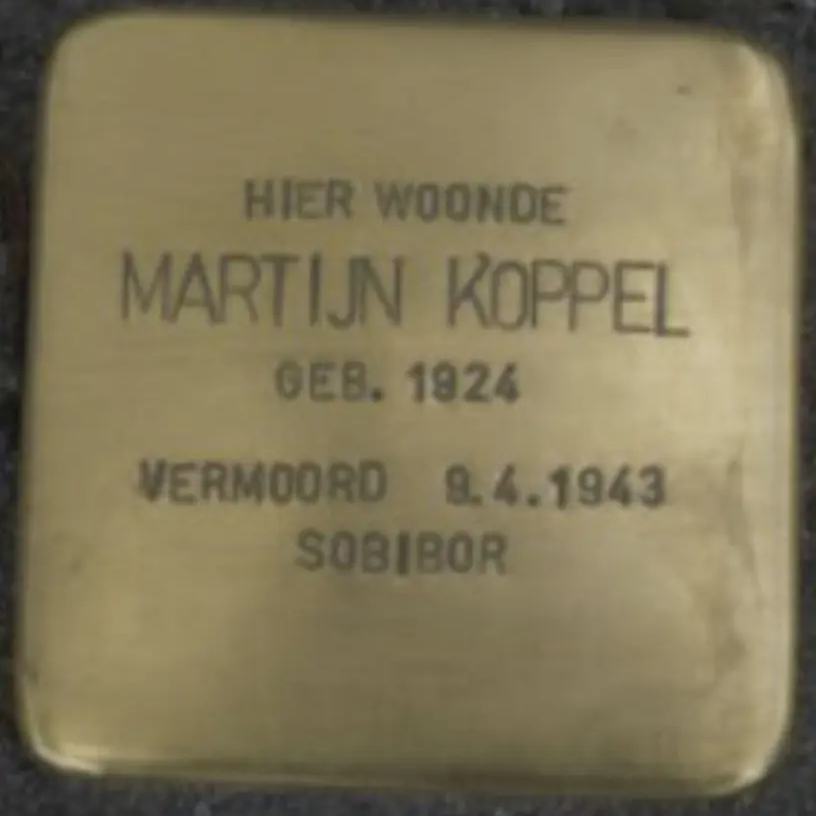 HIER WOONDE
MARTIJN KOPPEL
GEB. 1924
VERMOORD 9.4.1943
SOBIBOR